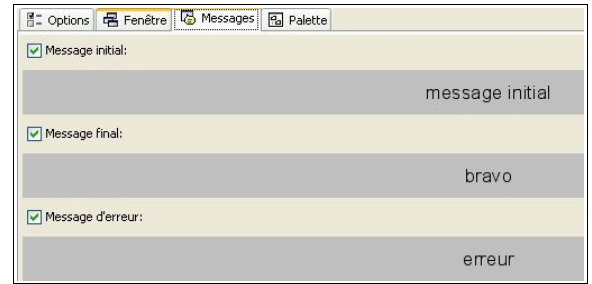 Options Fenêtre Messages Palette
Message initial:
message initial
Message final:
bravo
Message d'erreur:
erreur